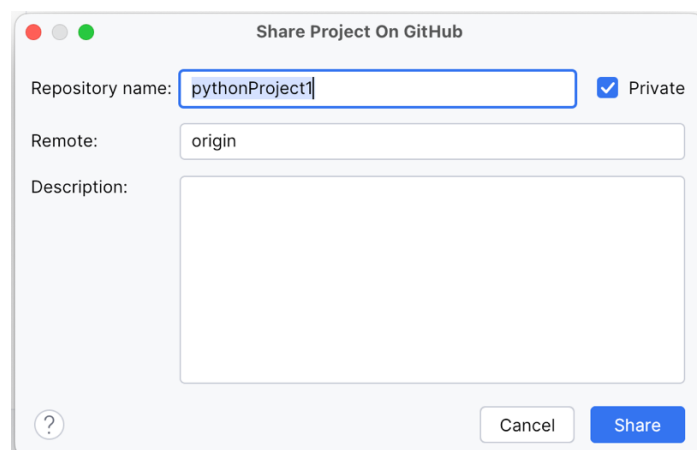 Share Project On GitHub
Repository name: pythonProject1 Private
Remote: origin
Description:
? Cancel Share